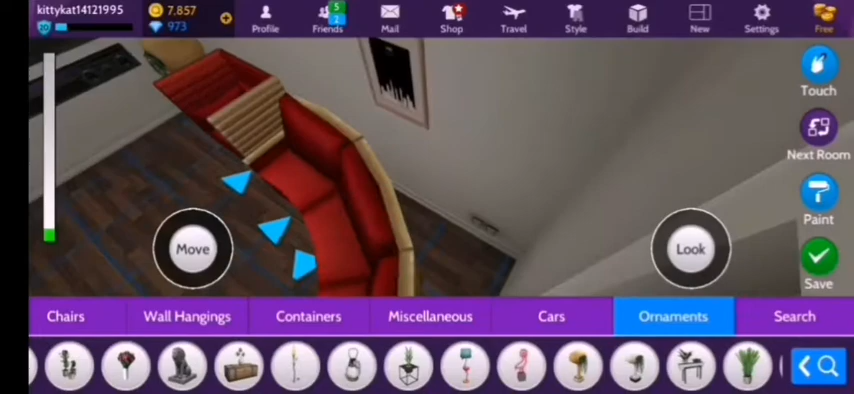 kittykat14121995
20
7,857
973
Profile
5
2
Friends
Mail
Shop
Travel
Style
Build
New
Settings
Free
Touch
Next Room
Paint
Save
Move
Look
Chairs
Wall Hangings
Containers
Miscellaneous
Cars
Ornaments
Search